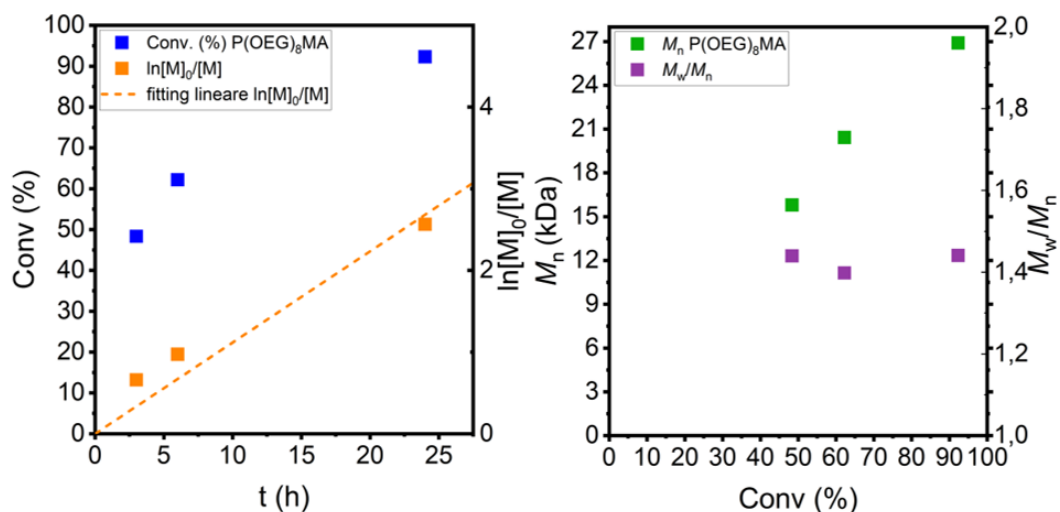 Conv. (%) P(OEG)₈MA
ln[M]₀/[M]
fitting lineare ln[M]₀/[M]
100
90
80
70
60
50
40
30
20
10
0
Conv (%)
4
2
0
ln[M]₀/[M]
0 5 10 15 20 25
t (h)
Mₙ P(OEG)₈MA
M_w/Mₙ
27
24
21
18
15
12
9
6
3
0
Mₙ (kDa)
2,0
1,8
1,6
1,4
1,2
1,0
M_w/Mₙ
0 10 20 30 40 50 60 70 80 90 100
Conv (%)